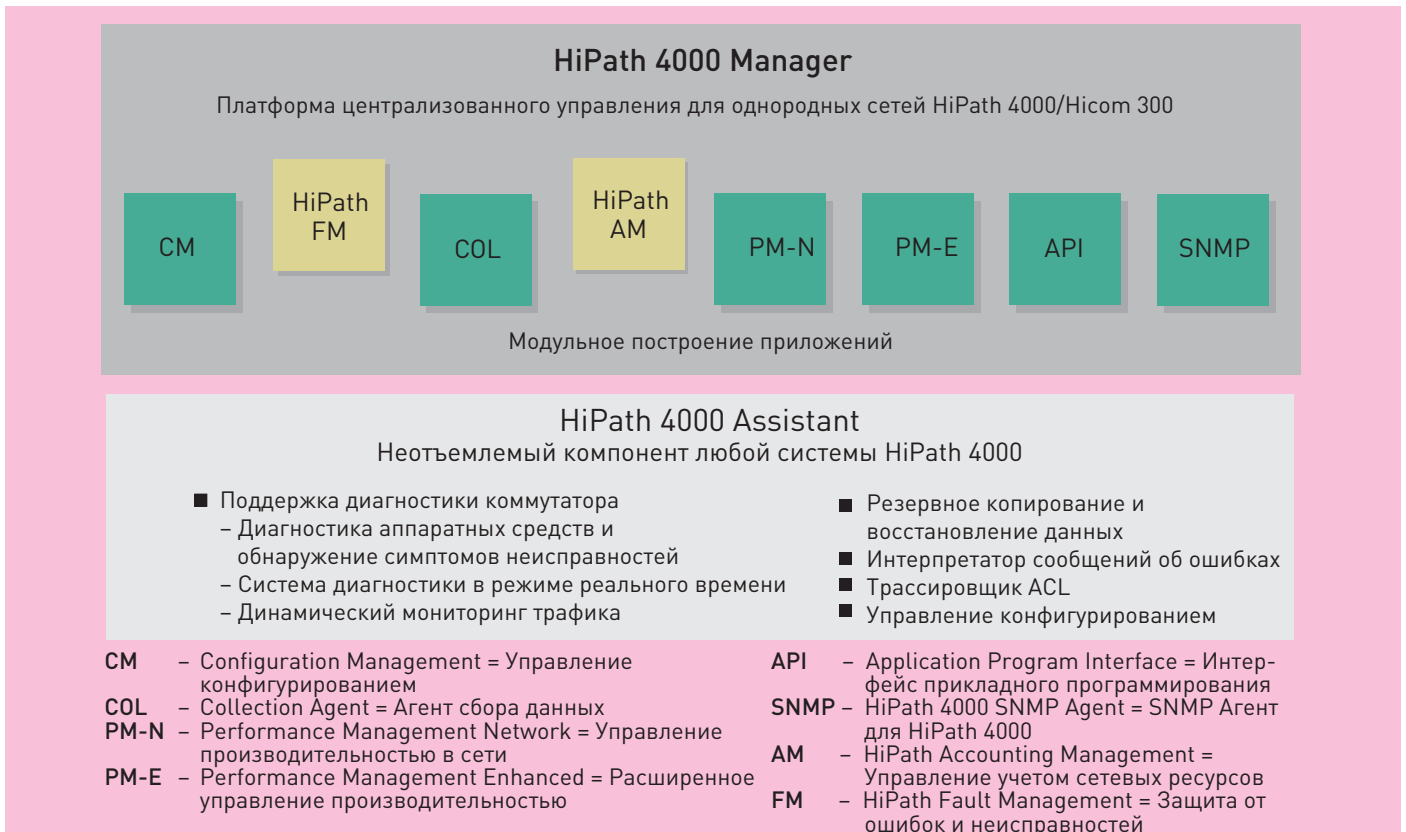 HiPath 4000 Manager
Платформа централизованного управления для однородных сетей HiPath 4000/Hicom 300
CM
HiPath
FM
COL
HiPath
AM
PM-N
PM-E
API
SNMP
Модульное построение приложений
HiPath 4000 Assistant
Неотъемлемый компонент любой системы HiPath 4000
■ Поддержка диагностики коммутатора
– Диагностика аппаратных средств и
обнаружение симптомов неисправностей
– Система диагностики в режиме реального времени
– Динамический мониторинг трафика
■ Резервное копирование и
восстановление данных
■ Интерпретатор сообщений об ошибках
■ Трассировщик ACL
■ Управление конфигурированием
CM – Configuration Management = Управление
конфигурированием
COL – Collection Agent = Агент сбора данных
PM-N – Performance Management Network = Управление
производительностью в сети
PM-E – Performance Management Enhanced = Расширенное
управление производительностью
API – Application Program Interface = Интер-
фейс прикладного программирования
SNMP – HiPath 4000 SNMP Agent = SNMP Агент
для HiPath 4000
AM – HiPath Accounting Management =
Управление учетом сетевых ресурсов
FM – HiPath Fault Management = Защита от
ошибок и неисправностей